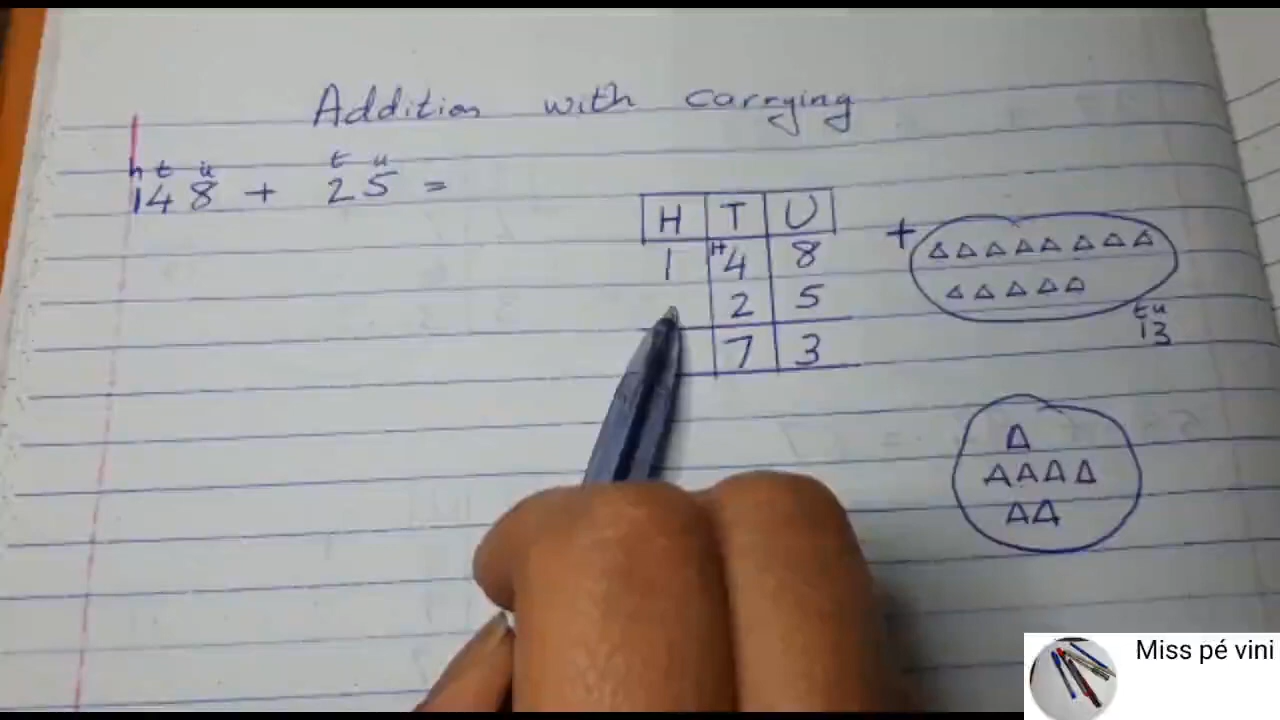 Addition with carrying
h t u t u
148 + 25 =
H T U
1 4 8
2 5
7 3
+
t u
13
Miss pé vini